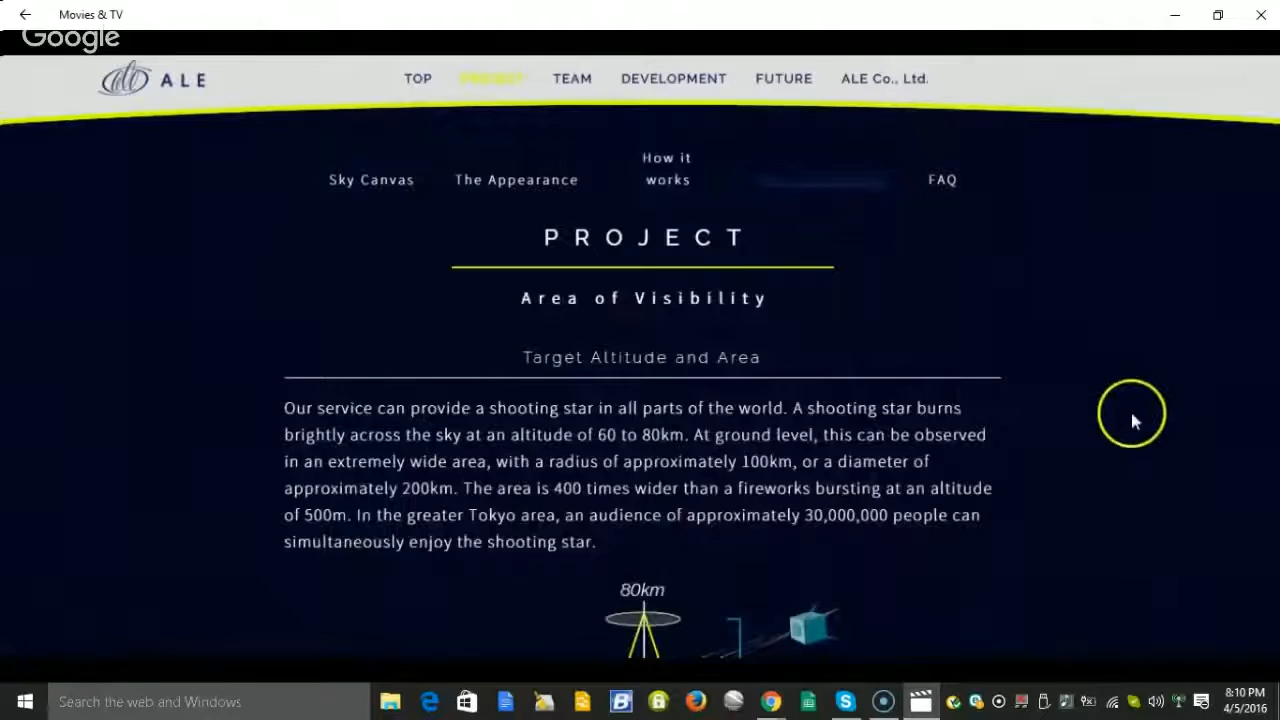 Movies & TV
Google
ale ALE
TOP PROJECT TEAM DEVELOPMENT FUTURE ALE Co., Ltd.
Sky Canvas The Appearance How it works FAQ
PROJECT
Area of Visibility
Target Altitude and Area
Our service can provide a shooting star in all parts of the world. A shooting star burns
brightly across the sky at an altitude of 60 to 80km. At ground level, this can be observed
in an extremely wide area, with a radius of approximately 100km, or a diameter of
approximately 200km. The area is 400 times wider than a fireworks bursting at an altitude
of 500m. In the greater Tokyo area, an audience of approximately 30,000,000 people can
simultaneously enjoy the shooting star.
80km
Search the web and Windows
8:10 PM
4/5/2016